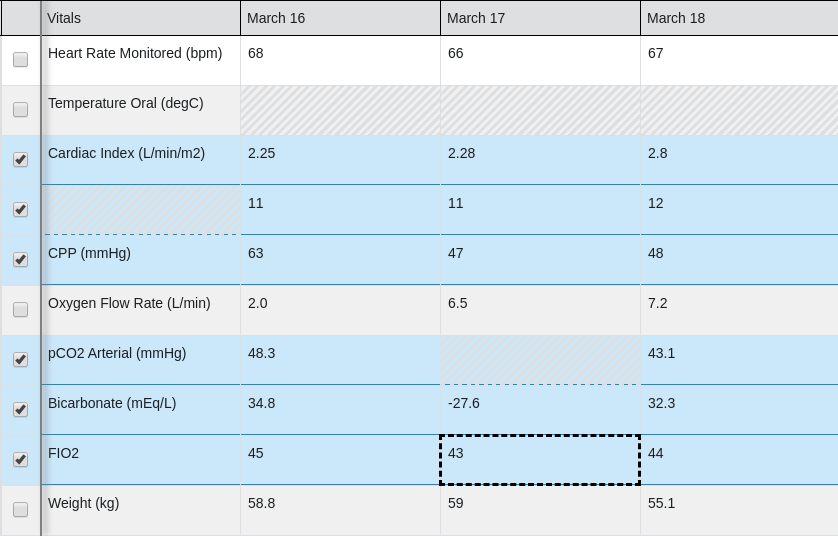 Vitals March 16 March 17 March 18
Heart Rate Monitored (bpm) 68 66 67
Temperature Oral (degC)
Cardiac Index (L/min/m2) 2.25 2.28 2.8
11 11 12
CPP (mmHg) 63 47 48
Oxygen Flow Rate (L/min) 2.0 6.5 7.2
pCO2 Arterial (mmHg) 48.3 43.1
Bicarbonate (mEq/L) 34.8 -27.6 32.3
FIO2 45 43 44
Weight (kg) 58.8 59 55.1